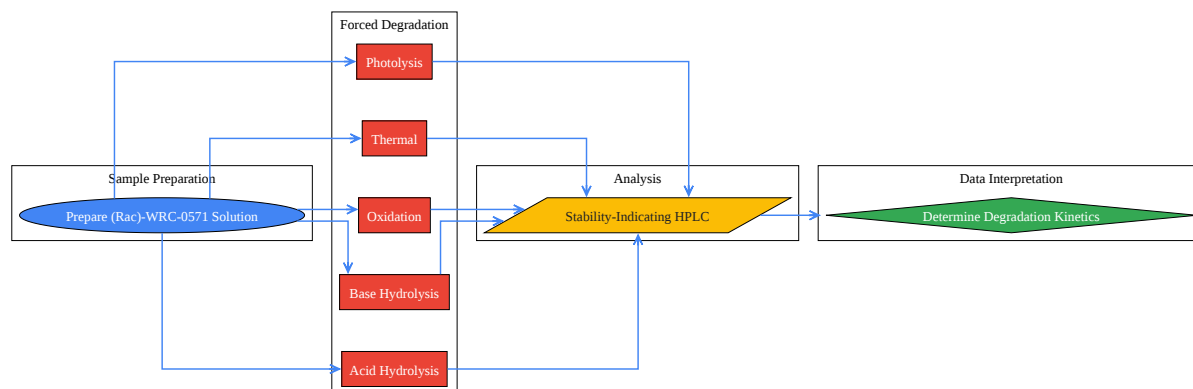 Forced Degradation
Photolysis
Thermal
Sample Preparation
Analysis
Data Interpretation
Prepare (Rac)-WRC-0571 Solution
Oxidation
Stability-Indicating HPLC
Determine Degradation Kinetics
Base Hydrolysis
Acid Hydrolysis